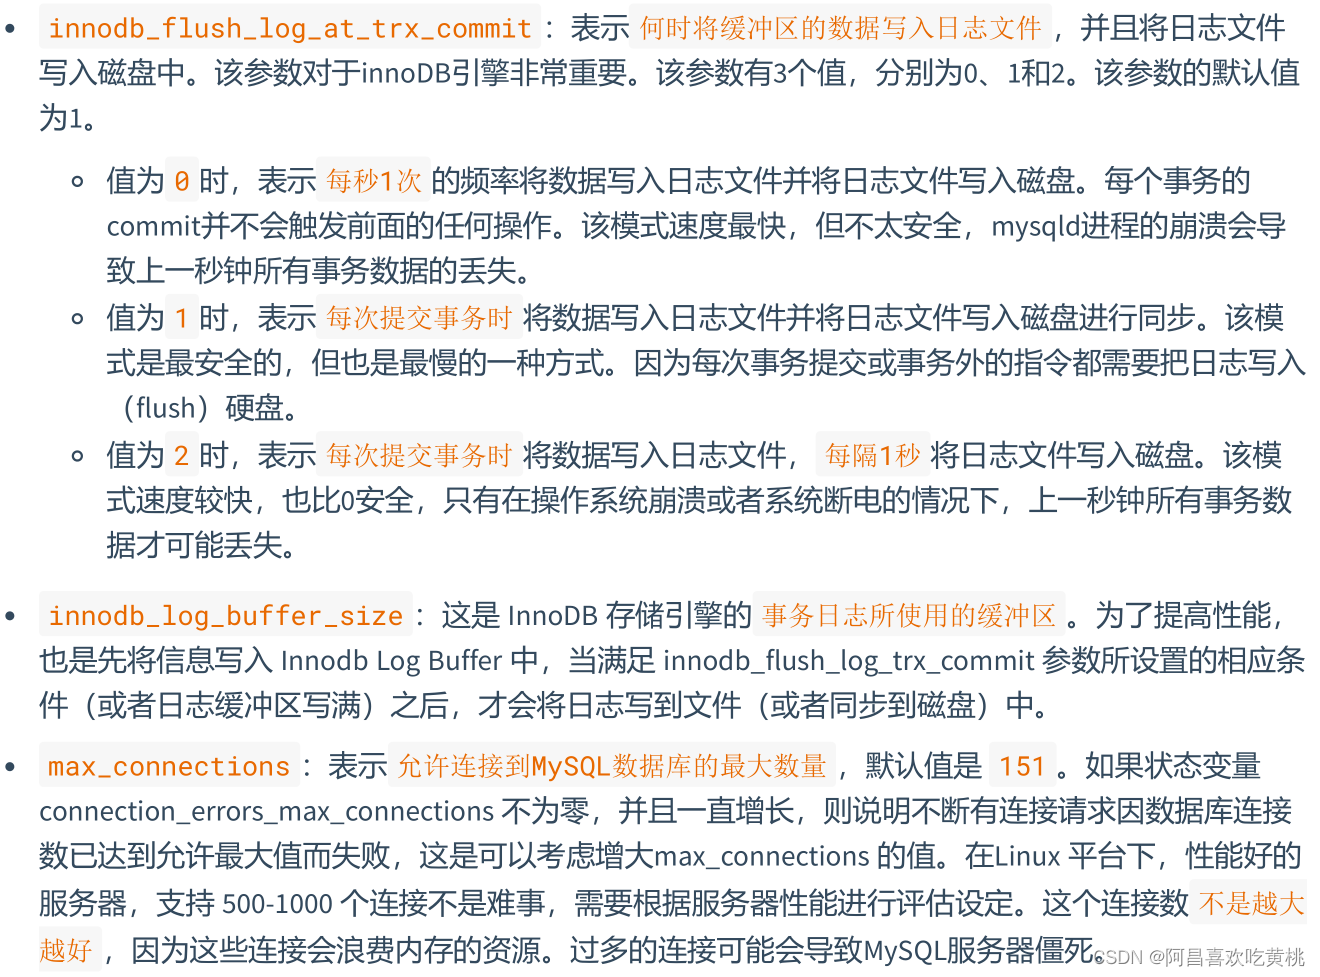 innodb_flush_log_at_trx_commit：表示 何时将缓冲区的数据写入日志文件，并且将日志文件
写入磁盘中。该参数对于innoDB引擎非常重要。该参数有3个值，分别为0、1和2。该参数的默认值
为1。
值为 0 时，表示 每秒1次 的频率将数据写入日志文件并将日志文件写入磁盘。每个事务的
commit并不会触发前面的任何操作。该模式速度最快，但不太安全，mysqld进程的崩溃会导
致上一秒钟所有事务数据的丢失。
值为 1 时，表示 每次提交事务时 将数据写入日志文件并将日志文件写入磁盘进行同步。该模
式是最安全的，但也是最慢的一种方式。因为每次事务提交或事务外的指令都需要把日志写入
（flush）硬盘。
值为 2 时，表示 每次提交事务时 将数据写入日志文件， 每隔1秒 将日志文件写入磁盘。该模
式速度较快，也比0安全，只有在操作系统崩溃或者系统断电的情况下，上一秒钟所有事务数
据才可能丢失。
innodb_log_buffer_size：这是 InnoDB 存储引擎的 事务日志所使用的缓冲区 。为了提高性能，
也是先将信息写入 Innodb Log Buffer 中，当满足 innodb_flush_log_trx_commit 参数所设置的相应条
件（或者日志缓冲区写满）之后，才会将日志写到文件（或者同步到磁盘）中。
max_connections：表示 允许连接到MySQL数据库的最大数量 ，默认值是 151 。如果状态变量
connection_errors_max_connections 不为零，并且一直增长，则说明不断有连接请求因数据库连接
数已达到允许最大值而失败，这是可以考虑增大max_connections 的值。在Linux 平台下，性能好的
服务器，支持 500-1000 个连接不是难事，需要根据服务器性能进行评估设定。这个连接数 不是越大
越好 ，因为这些连接会浪费内存的资源。过多的连接可能会导致MySQL服务器僵死。
CSDN @阿昌喜欢吃黄桃